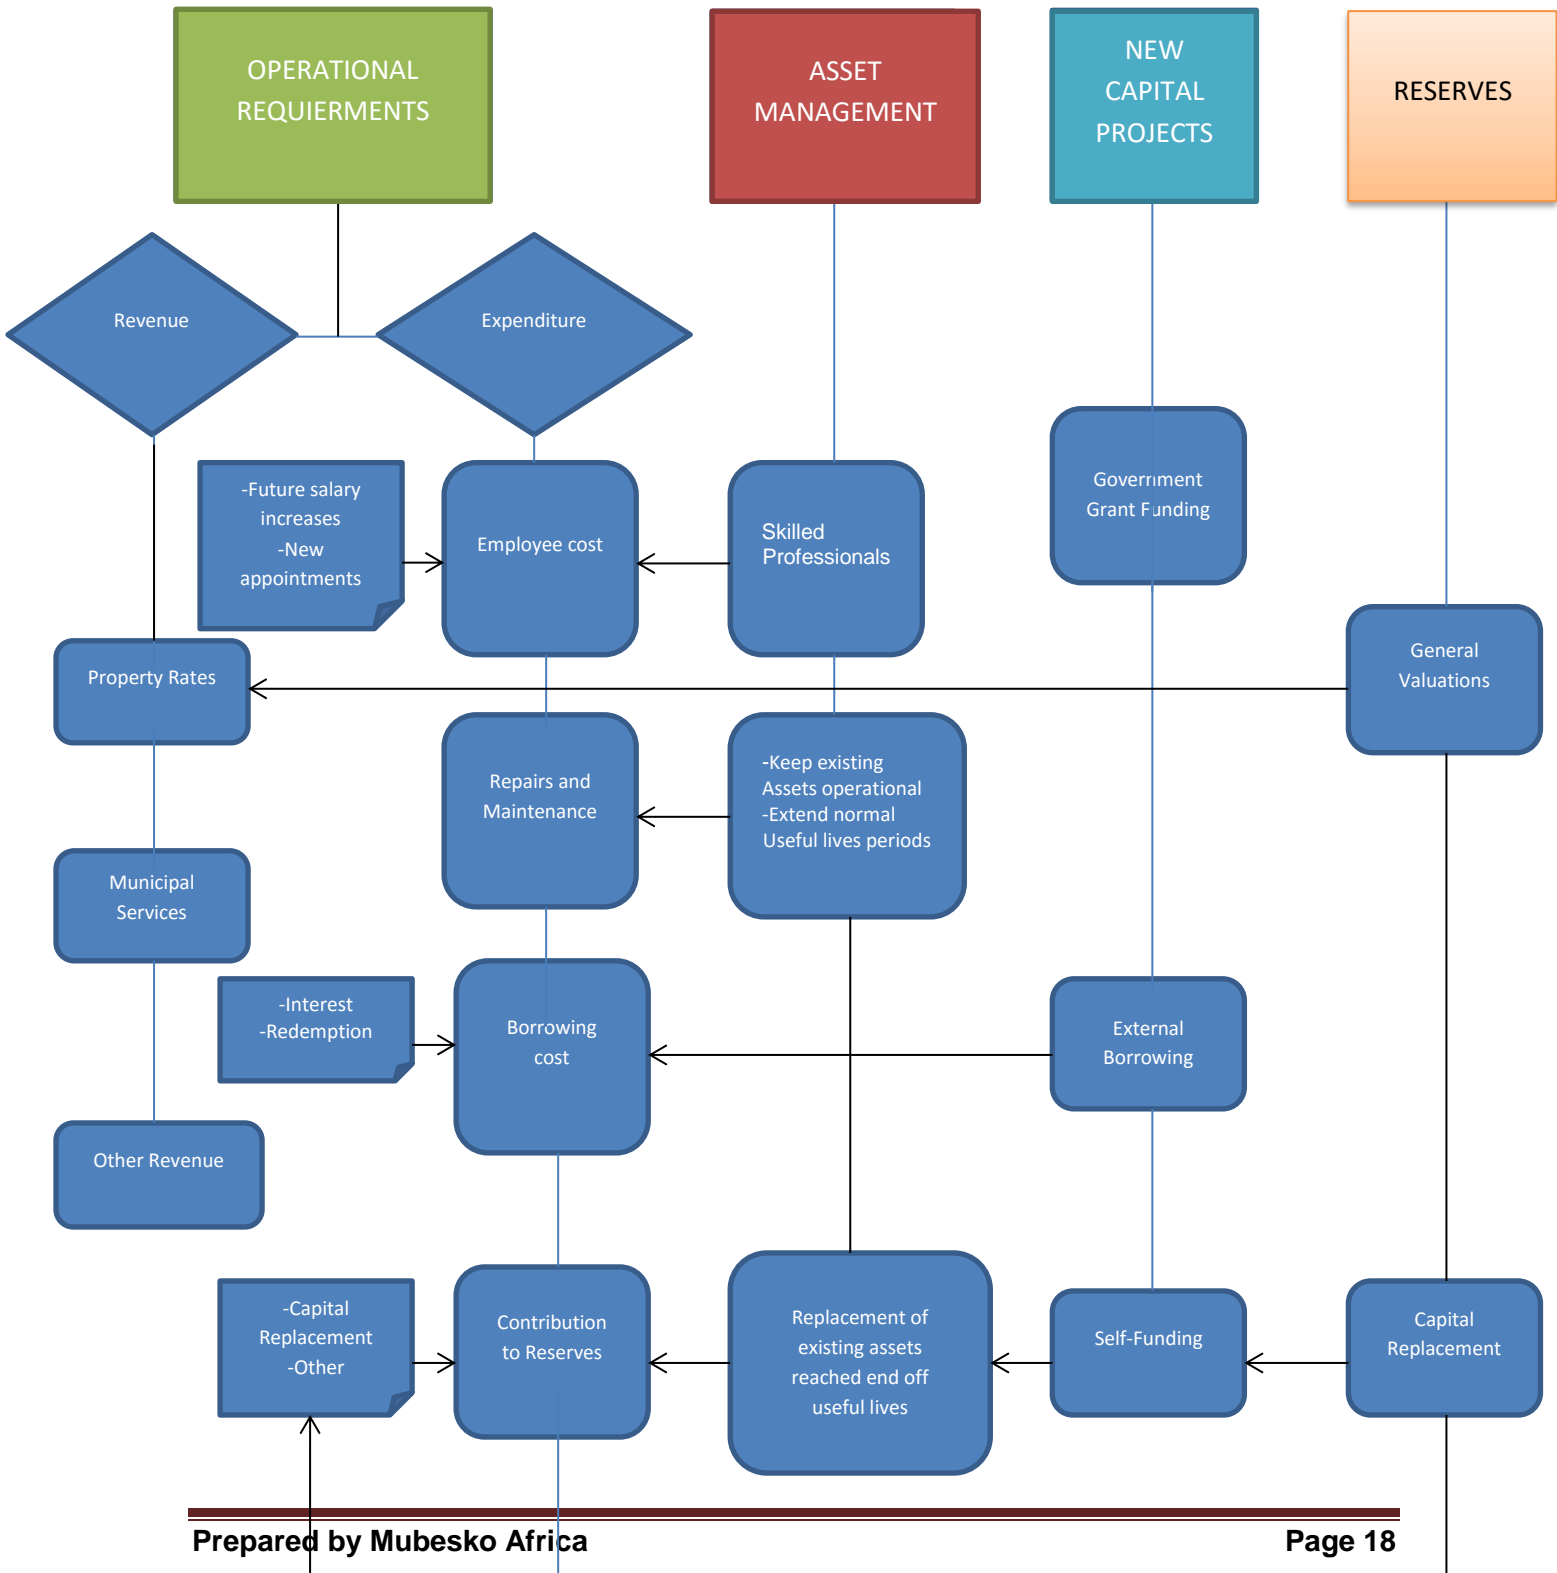 OPERATIONAL
REQUIERMENTS
ASSET
MANAGEMENT
NEW
CAPITAL
PROJECTS
RESERVES
Revenue
Expenditure
-Future salary
increases
-New
appointments
Employee cost
Skilled
Professionals
Government
Grant Funding
Property Rates
General
Valuations
Repairs and
Maintenance
-Keep existing
Assets operational
-Extend normal
Useful lives periods
Municipal
Services
-Interest
-Redemption
Borrowing
cost
External
Borrowing
Other Revenue
-Capital
Replacement
-Other
Contribution
to Reserves
Replacement of
existing assets
reached end off
useful lives
Self-Funding
Capital
Replacement
Prepared by Mubesko Africa
Page 18